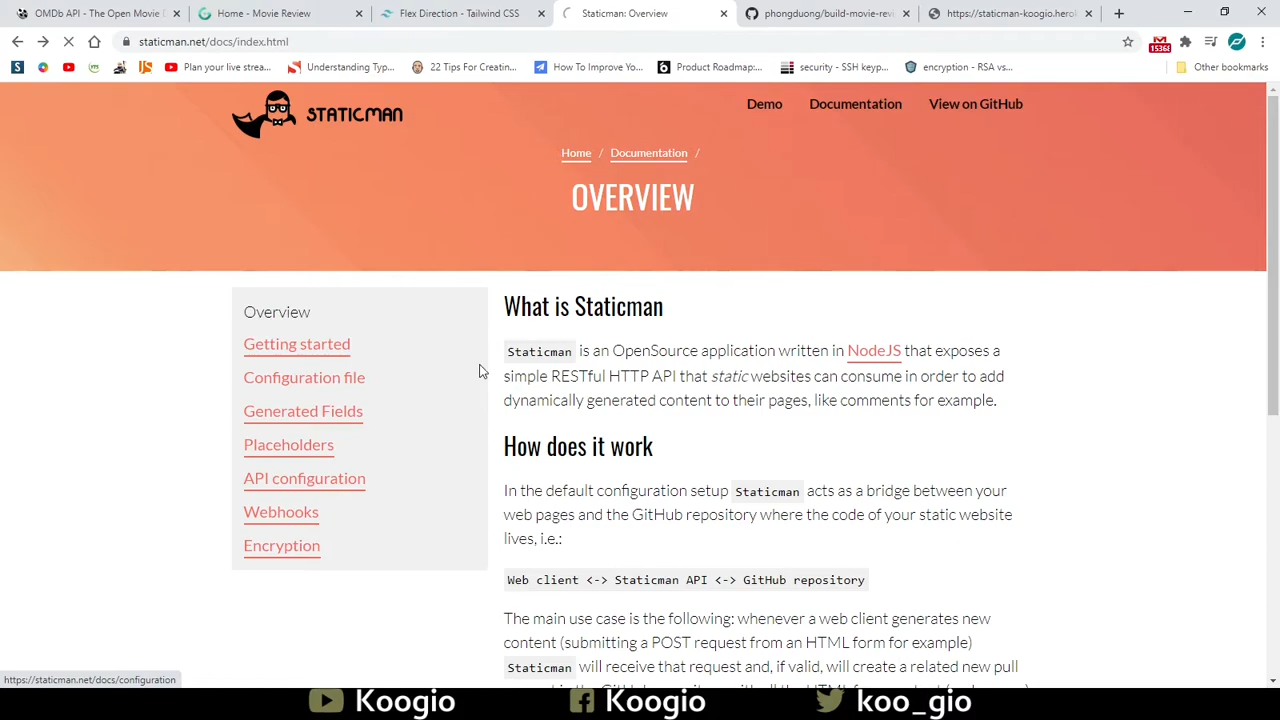 OMDb API - The Open Movie D
Home - Movie Review
Flex Direction - Tailwind CSS
Staticman: Overview
phongduong/build-movie-rev
https://staticman-koogio.herok
staticman.net/docs/index.html
15368
Plan your live strea...
Understanding Typ...
22 Tips For Creatin...
How To Improve Yo...
Product Roadmap:...
security - SSH keyp...
encryption - RSA vs...
Other bookmarks
STATICMAN
Demo
Documentation
View on GitHub
Home / Documentation /
OVERVIEW
Overview
Getting started
Configuration file
Generated Fields
Placeholders
API configuration
Webhooks
Encryption
What is Staticman
Staticman is an OpenSource application written in NodeJS that exposes a
simple RESTful HTTP API that static websites can consume in order to add
dynamically generated content to their pages, like comments for example.
How does it work
In the default configuration setup Staticman acts as a bridge between your
web pages and the GitHub repository where the code of your static website
lives, i.e.:
Web client <-> Staticman API <-> GitHub repository
The main use case is the following: whenever a web client generates new
content (submitting a POST request from an HTML form for example)
Staticman will receive that request and, if valid, will create a related new pull
https://staticman.net/docs/configuration
Koogio
Koogio
koo_gio